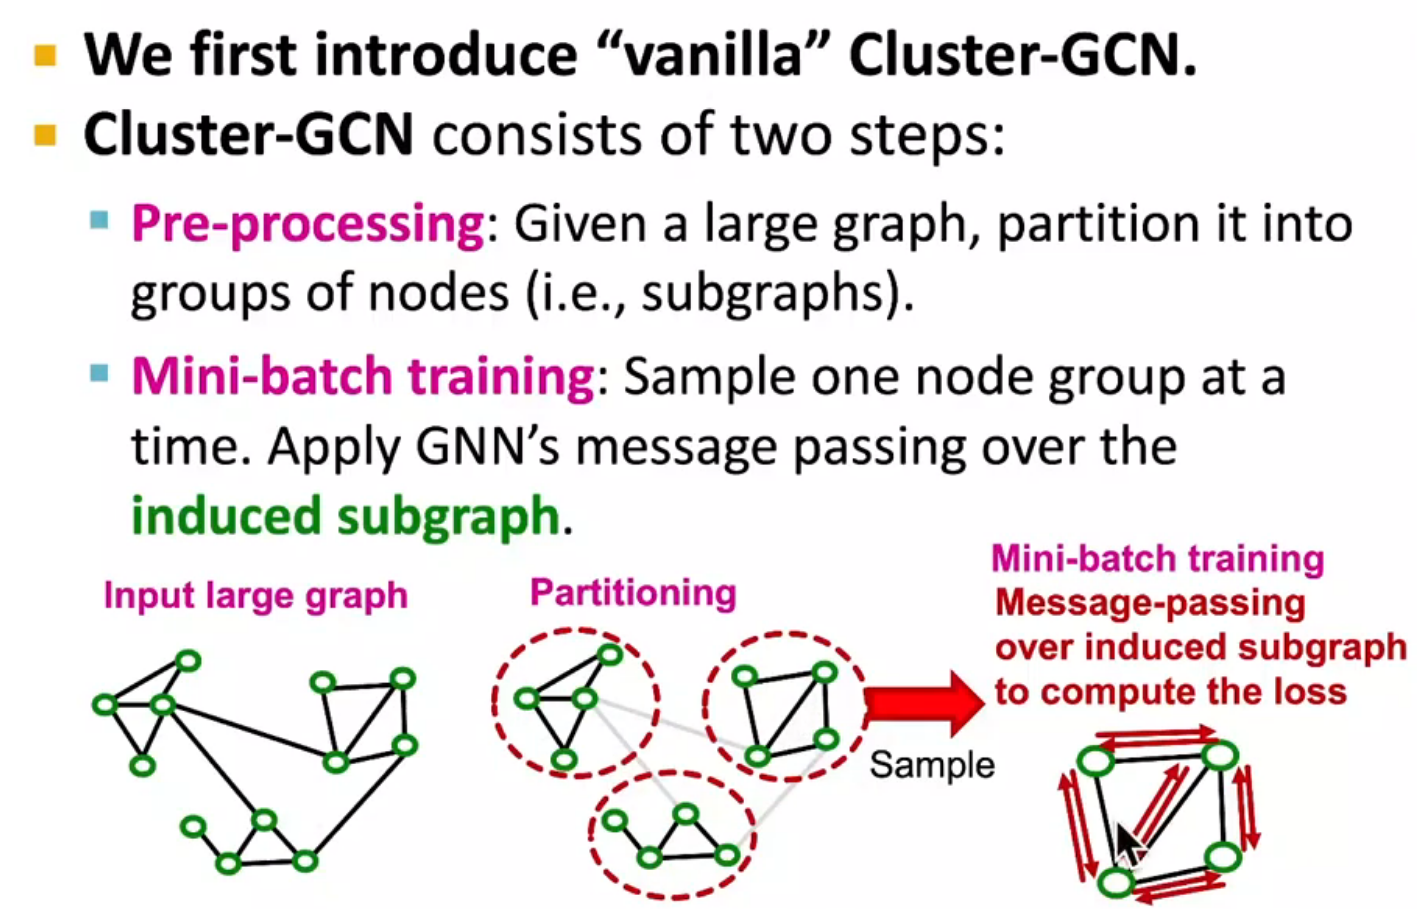 We first introduce “vanilla” Cluster-GCN.
Cluster-GCN consists of two steps:
Pre-processing: Given a large graph, partition it into
groups of nodes (i.e., subgraphs).
Mini-batch training: Sample one node group at a
time. Apply GNN’s message passing over the
induced subgraph.
Input large graph
Partitioning
Sample
Mini-batch training
Message-passing
over induced subgraph
to compute the loss